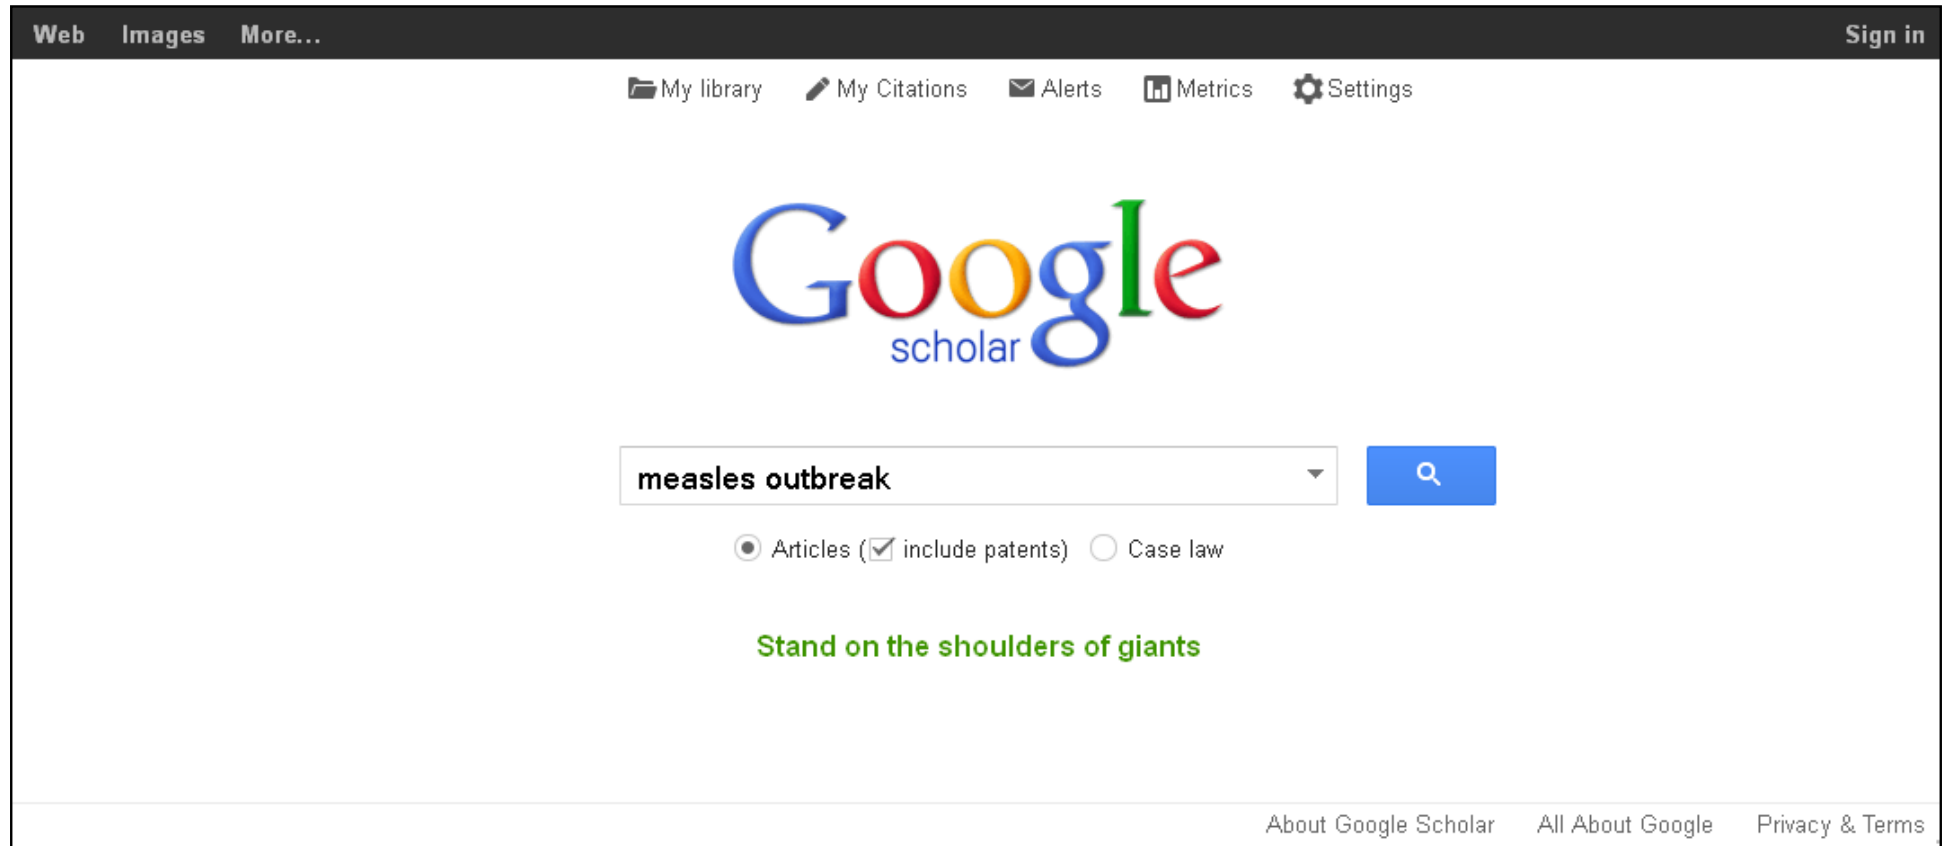 Web Images More... Sign in
My library My Citations Alerts Metrics Settings
Google
scholar
measles outbreak
Articles (include patents) Case law
Stand on the shoulders of giants
About Google Scholar All About Google Privacy & Terms